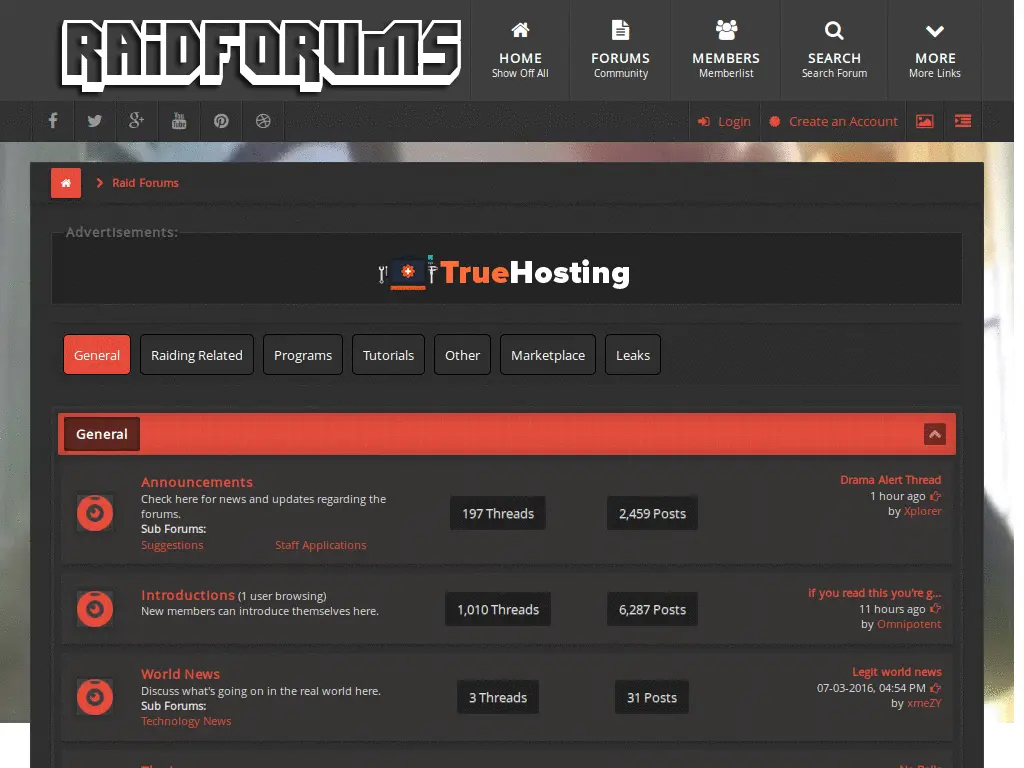 RAIDFORUMS
HOME
Show Off All
FORUMS
Community
MEMBERS
Memberlist
SEARCH
Search Forum
MORE
More Links
Login
Create an Account
Raid Forums
Advertisements:
TrueHosting
General
Raiding Related
Programs
Tutorials
Other
Marketplace
Leaks
General
Announcements
Check here for news and updates regarding the
forums.
Sub Forums:
Suggestions
Staff Applications
197 Threads
2,459 Posts
Drama Alert Thread
1 hour ago
by Xplorer
Introductions (1 user browsing)
New members can introduce themselves here.
1,010 Threads
6,287 Posts
if you read this you're g...
11 hours ago
by Omnipotent
World News
Discuss what's going on in the real world here.
Sub Forums:
Technology News
3 Threads
31 Posts
Legit world news
07-03-2016, 04:54 PM
by xmeZY